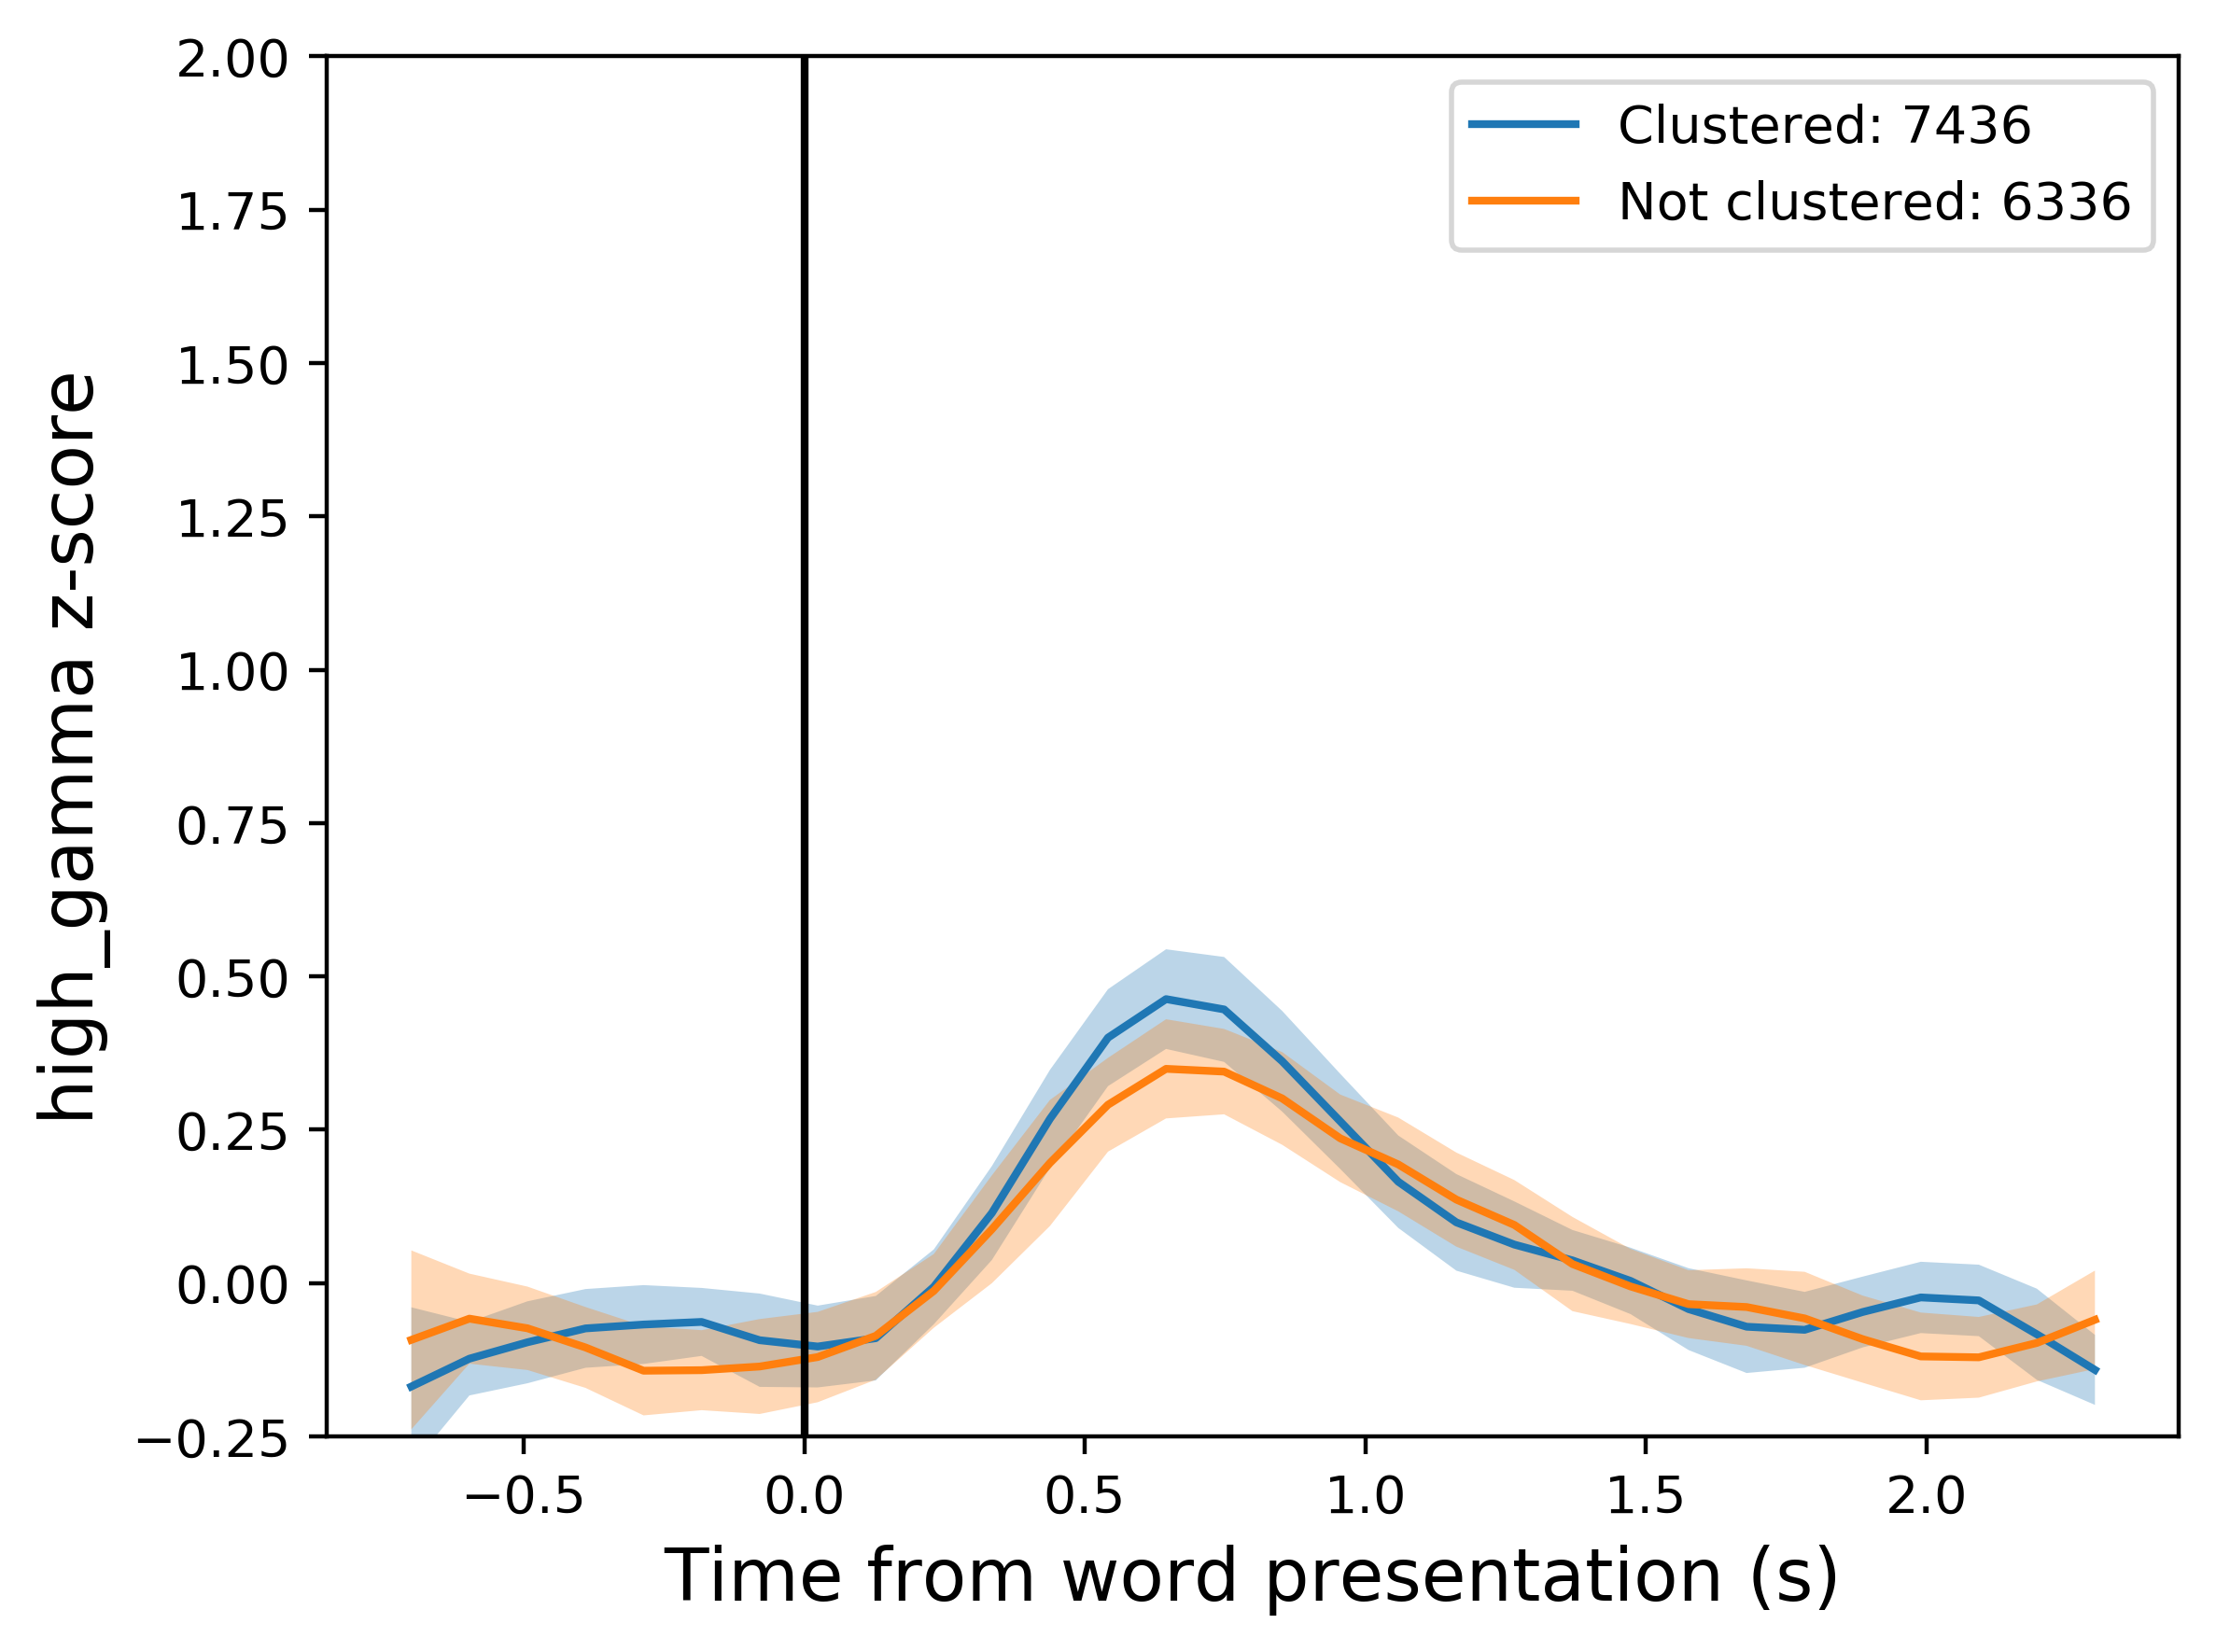 high_gamma z-score
2.00
1.75
1.50
1.25
1.00
0.75
0.50
0.25
0.00
−0.25
Clustered: 7436
Not clustered: 6336
−0.5 0.0 0.5 1.0 1.5 2.0
Time from word presentation (s)